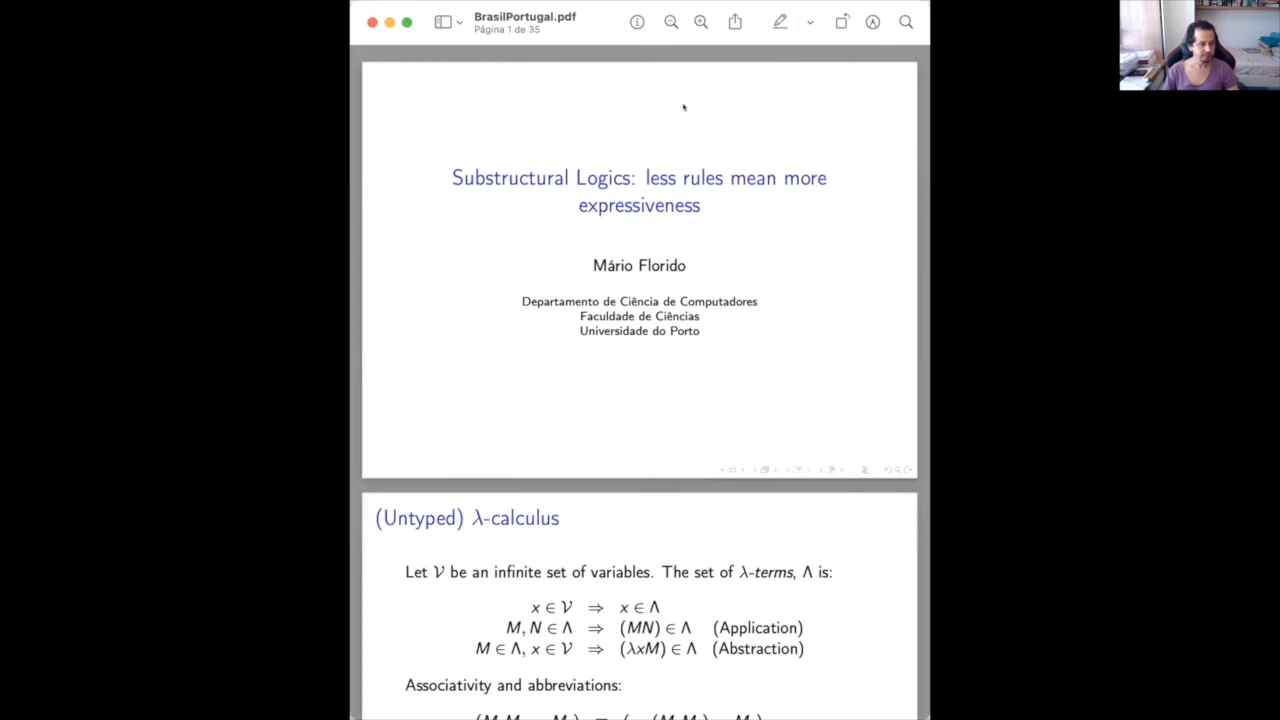 BrasilPortugal.pdf
Página 1 de 35
Substructural Logics: less rules mean more
expressiveness
Mário Florido
Departamento de Ciência de Computadores
Faculdade de Ciências
Universidade do Porto
(Untyped) λ-calculus
Let 𝒱 be an infinite set of variables. The set of λ-terms, Λ is:
x ∈ 𝒱 ⇒ x ∈ Λ
M, N ∈ Λ ⇒ (MN) ∈ Λ (Application)
M ∈ Λ, x ∈ 𝒱 ⇒ (λxM) ∈ Λ (Abstraction)
Associativity and abbreviations: